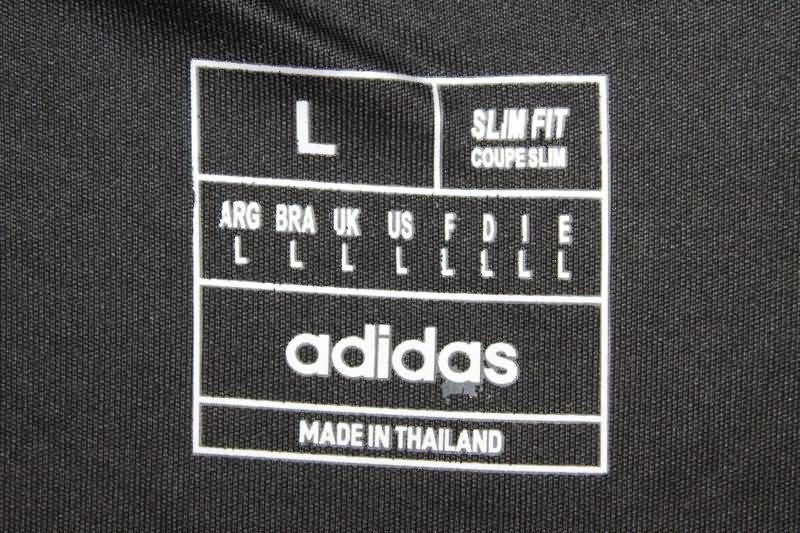 L
SLIM FIT
COUPE SLIM
ARG BRA UK US F D I E
L L L L L L L L
adidas
MADE IN THAILAND